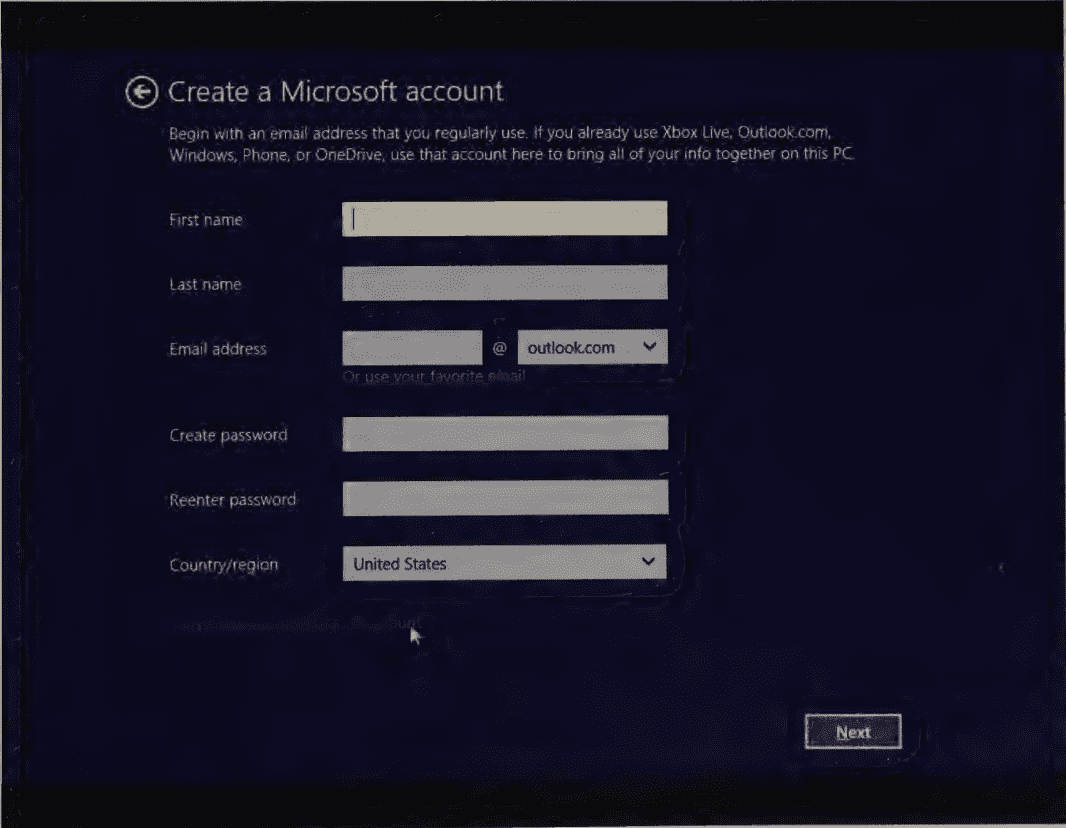 Create a Microsoft account
Begin with an email address that you regularly use. If you already use Xbox Live, Outlook.com,
Windows, Phone, or OneDrive, use that account here to bring all of your info together on this PC.
First name
Last name
Email address
@
outlook.com
Or use your favorite email
Create password
Reenter password
Country/region
United States
Next